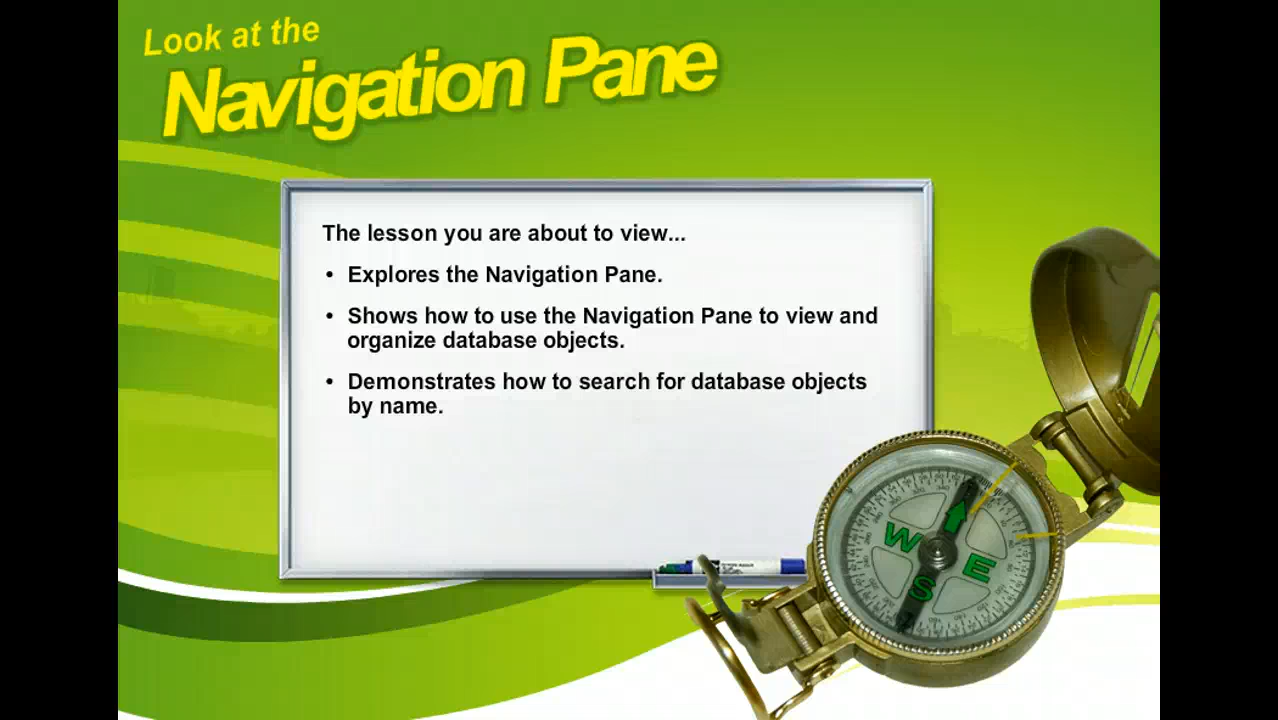 Look at the
Navigation Pane
The lesson you are about to view...
• Explores the Navigation Pane.
• Shows how to use the Navigation Pane to view and
organize database objects.
• Demonstrates how to search for database objects
by name.
W
E
S